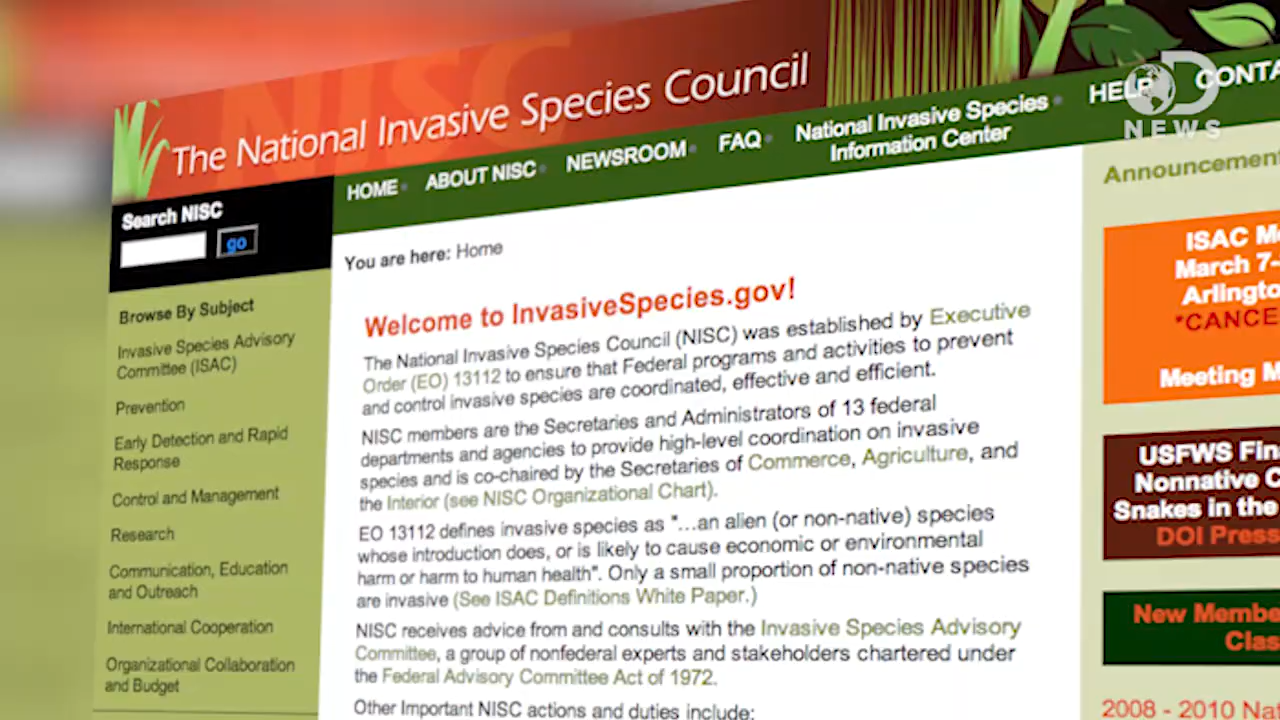 The National Invasive Species Council
HOME
ABOUT NISC
NEWSROOM
FAQ
National Invasive Species
Information Center
HELP
CONTA
D
NEWS
Search NISC
go
Browse By Subject
Invasive Species Advisory
Committee (ISAC)
Prevention
Early Detection and Rapid
Response
Control and Management
Research
Communication, Education
and Outreach
International Cooperation
Organizational Collaboration
and Budget
You are here: Home
Welcome to InvasiveSpecies.gov!
The National Invasive Species Council (NISC) was established by Executive
Order (EO) 13112 to ensure that Federal programs and activities to prevent
and control invasive species are coordinated, effective and efficient.
NISC members are the Secretaries and Administrators of 13 federal
departments and agencies to provide high-level coordination on invasive
species and is co-chaired by the Secretaries of Commerce, Agriculture, and
the Interior (see NISC Organizational Chart).
EO 13112 defines invasive species as "...an alien (or non-native) species
whose introduction does, or is likely to cause economic or environmental
harm or harm to human health". Only a small proportion of non-native species
are invasive (See ISAC Definitions White Paper.)
NISC receives advice from and consults with the Invasive Species Advisory
Committee, a group of nonfederal experts and stakeholders chartered under
the Federal Advisory Committee Act of 1972.
Other Important NISC actions and duties include:
Announcement
ISAC M
March 7-
Arlingto
*CANCE
Meeting M
USFWS Fin
Nonnative C
Snakes in the
DOI Press
New Membe
Class
2008 - 2010 Nat